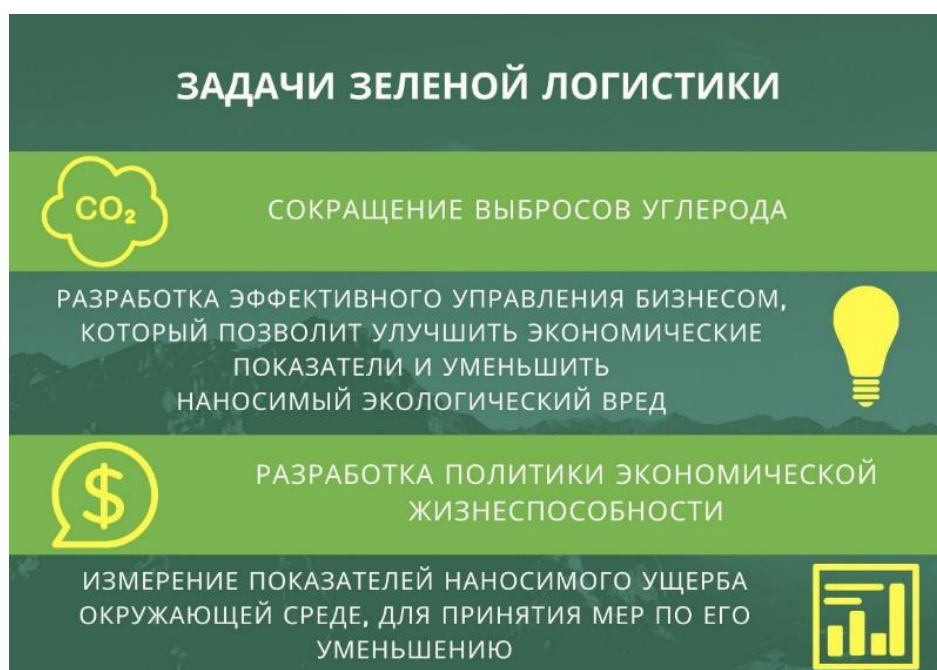 ЗАДАЧИ ЗЕЛЕНОЙ ЛОГИСТИКИ
CO₂
СОКРАЩЕНИЕ ВЫБРОСОВ УГЛЕРОДА
РАЗРАБОТКА ЭФФЕКТИВНОГО УПРАВЛЕНИЯ БИЗНЕСОМ,
КОТОРЫЙ ПОЗВОЛИТ УЛУЧШИТЬ ЭКОНОМИЧЕСКИЕ
ПОКАЗАТЕЛИ И УМЕНЬШИТЬ
НАНОСИМЫЙ ЭКОЛОГИЧЕСКИЙ ВРЕД
$
РАЗРАБОТКА ПОЛИТИКИ ЭКОНОМИЧЕСКОЙ
ЖИЗНЕСПОСОБНОСТИ
ИЗМЕРЕНИЕ ПОКАЗАТЕЛЕЙ НАНОСИМОГО УЩЕРБА
ОКРУЖАЮЩЕЙ СРЕДЕ, ДЛЯ ПРИНЯТИЯ МЕР ПО ЕГО
УМЕНЬШЕНИЮ